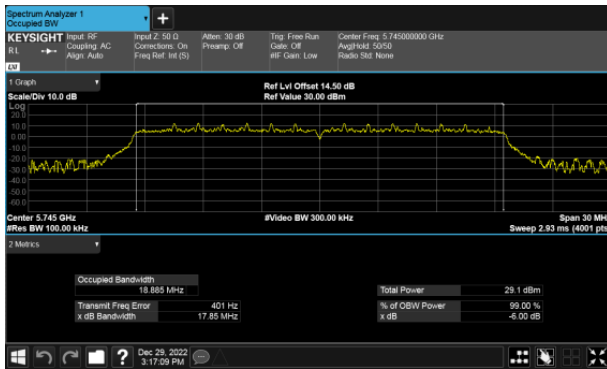 Spectrum Analyzer 1
Occupied BW
KEYSIGHT
R L
LXI
Input: RF
Coupling: AC
Align: Auto
Input Z: 50 Ω
Corrections: On
Freq Ref: Int (S)
Atten: 30 dB
Preamp: Off
Trig: Free Run
Gate: Off
#IF Gain: Low
Center Freq: 5.745000000 GHz
Avg|Hold: 50/50
Radio Std: None
1 Graph
Scale/Div 10.0 dB
Ref Lvl Offset 14.50 dB
Ref Value 30.00 dBm
Log
20.0
10.0
0.00
-10.0
-20.0
-30.0
-40.0
-50.0
-60.0
Center 5.745 GHz
#Res BW 100.00 kHz
#Video BW 300.00 kHz
Span 30 MH
Sweep 2.93 ms (4001 pts
2 Metrics
Occupied Bandwidth
18.885 MHz
Transmit Freq Error 401 Hz
x dB Bandwidth 17.85 MHz
Total Power 29.1 dBm
% of OBW Power 99.00 %
x dB -6.00 dB
Dec 29, 2022
3:17:09 PM